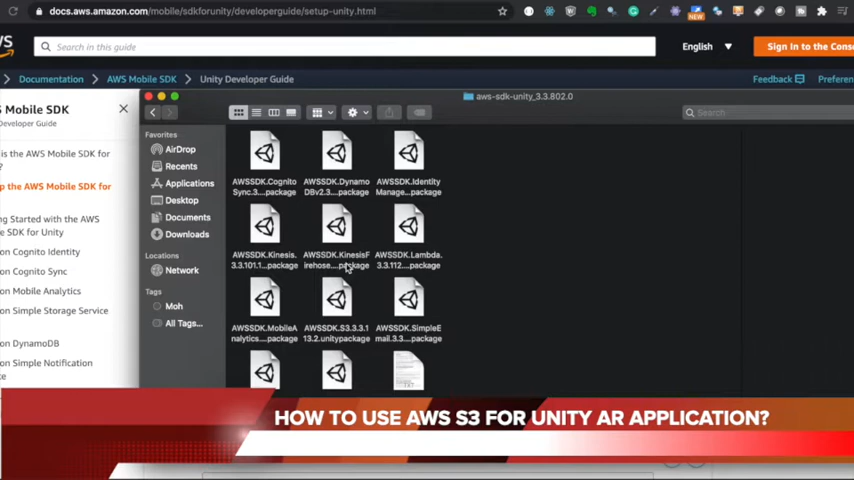 docs.aws.amazon.com/mobile/sdkforunity/developerguide/setup-unity.html
NEW
WS
Search in this guide
English
Sign in to the Conso
Documentation
AWS Mobile SDK
Unity Developer Guide
Feedback
Preferen
S Mobile SDK
Developer Guide
is the AWS Mobile SDK for
?
p the AWS Mobile SDK for
ng Started with the AWS
e SDK for Unity
on Cognito Identity
on Cognito Sync
on Mobile Analytics
on Simple Storage Service
on DynamoDB
on Simple Notification
ce
aws-sdk-unity_3.3.802.0
Search
Favorites
AirDrop
Recents
Applications
Desktop
Documents
Downloads
Locations
Network
Tags
Moh
All Tags...
AWSSDK.Cognito
Sync.3....package
AWSSDK.Dynamo
DBv2.3....package
AWSSDK.Identity
Manage...package
AWSSDK.Kinesis.
3.3.101.1...package
AWSSDK.KinesisF
irehose....package
AWSSDK.Lambda.
3.3.112....package
AWSSDK.MobileA
nalytics....package
AWSSDK.S3.3.3.1
13.2.unitypackage
AWSSDK.SimpleE
mail.3.3....package
TXT
HOW TO USE AWS S3 FOR UNITY AR APPLICATION?